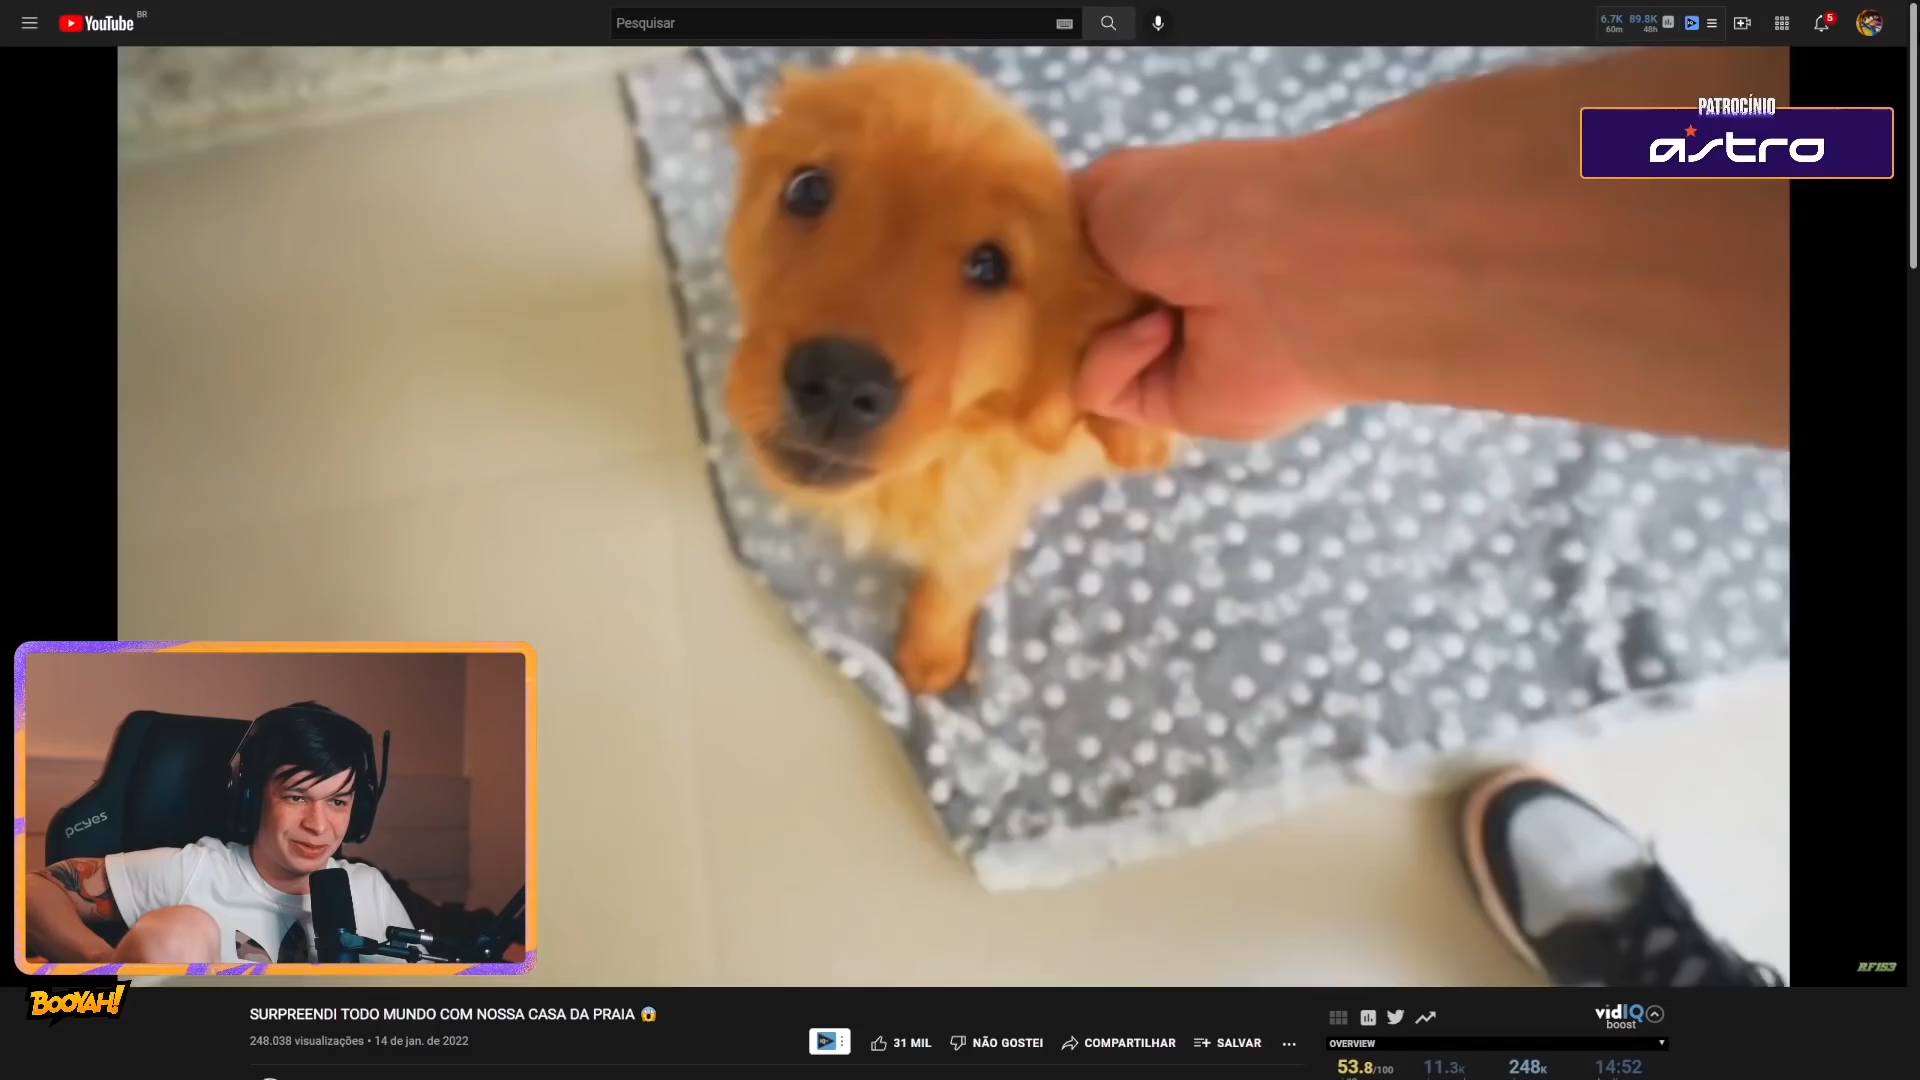 YouTube BR
Pesquisar
6.7K 89.8K
60m 48h
5
PATROCÍNIO
astro
pcyes
RF153
BOOYAH!
SURPREENDI TODO MUNDO COM NOSSA CASA DA PRAIA
248.038 visualizações • 14 de jan. de 2022
31 MIL
NÃO GOSTEI
COMPARTILHAR
SALVAR
vidIQ
boost
OVERVIEW
53.8/100 11.3K 248K 14:52